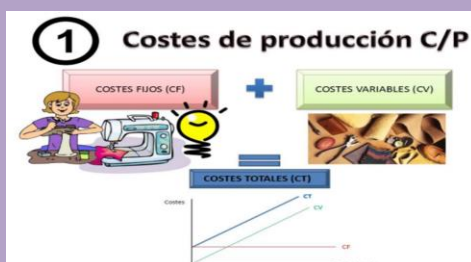 1 Costes de producción C/P
COSTES FIJOS (CF)
COSTES VARIABLES (CV)
COSTES TOTALES (CT)
Costes
CT
CV
CF